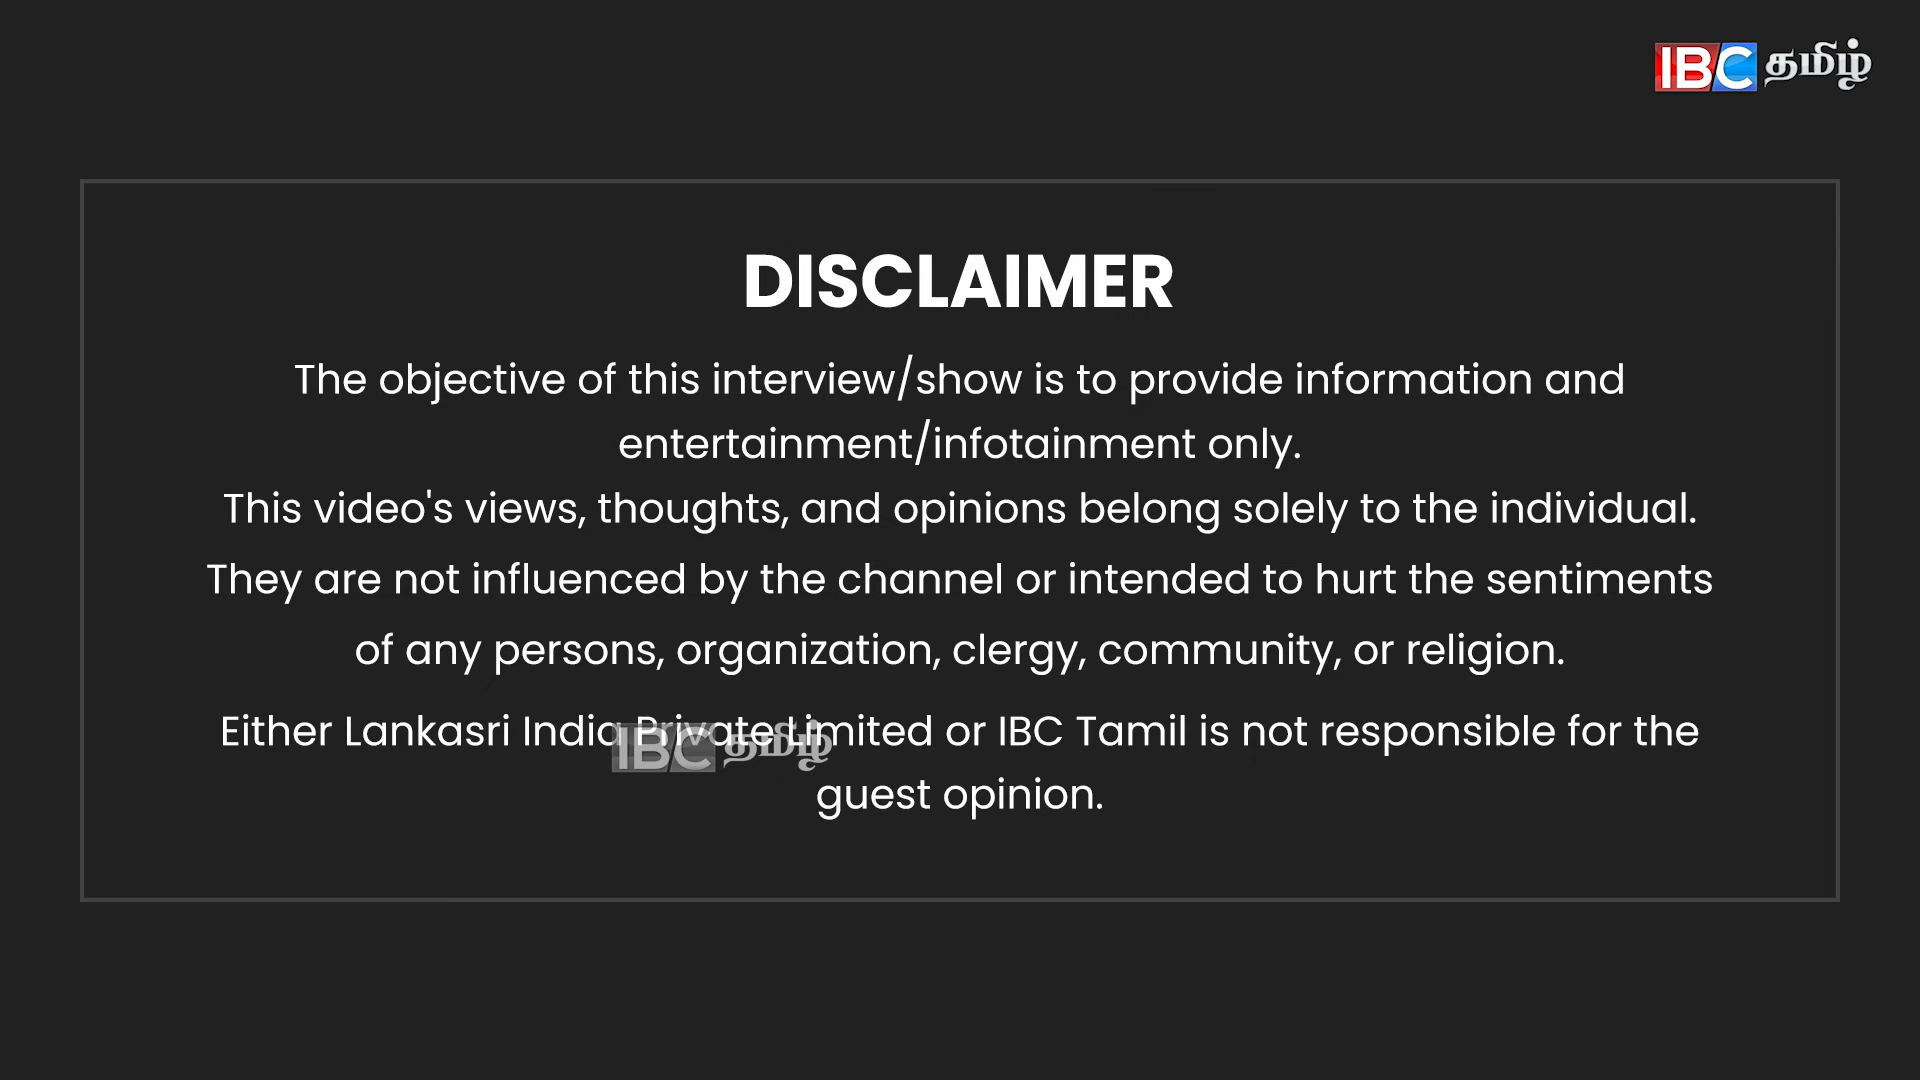 IBC தமிழ்
DISCLAIMER
The objective of this interview/show is to provide information and
entertainment/infotainment only.
This video's views, thoughts, and opinions belong solely to the individual.
They are not influenced by the channel or intended to hurt the sentiments
of any persons, organization, clergy, community, or religion.
Either Lankasri India Private Limited or IBC Tamil is not responsible for the
IBC தமிழ்
guest opinion.